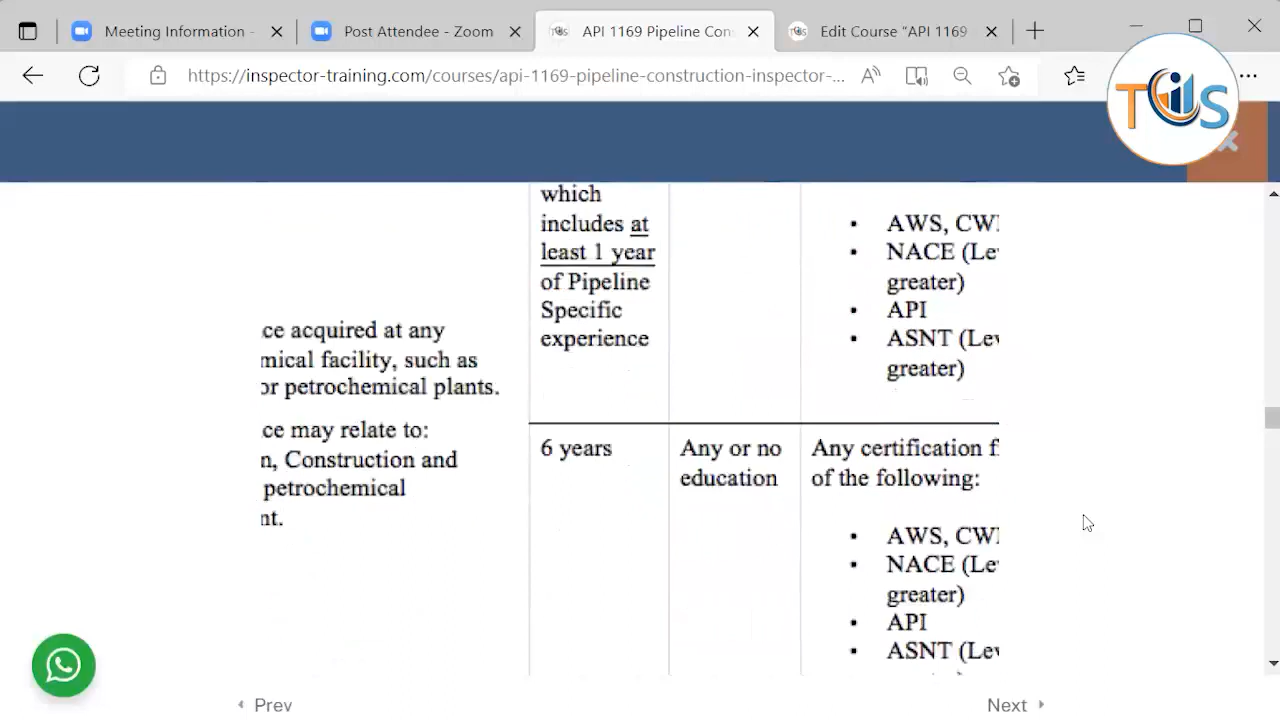 Meeting Information -
Post Attendee - Zoom
API 1169 Pipeline Con
Edit Course "API 1169
https://inspector-training.com/courses/api-1169-pipeline-construction-inspector-...
TIS
which
includes at
least 1 year
of Pipeline
Specific
experience
• AWS, CW
• NACE (Le
greater)
• API
• ASNT (Lev
greater)
ce acquired at any
mical facility, such as
or petrochemical plants.
ce may relate to:
n, Construction and
petrochemical
nt.
6 years
Any or no
education
Any certification f
of the following:
• AWS, CW
• NACE (Le
greater)
• API
• ASNT (Lev
Prev
Next